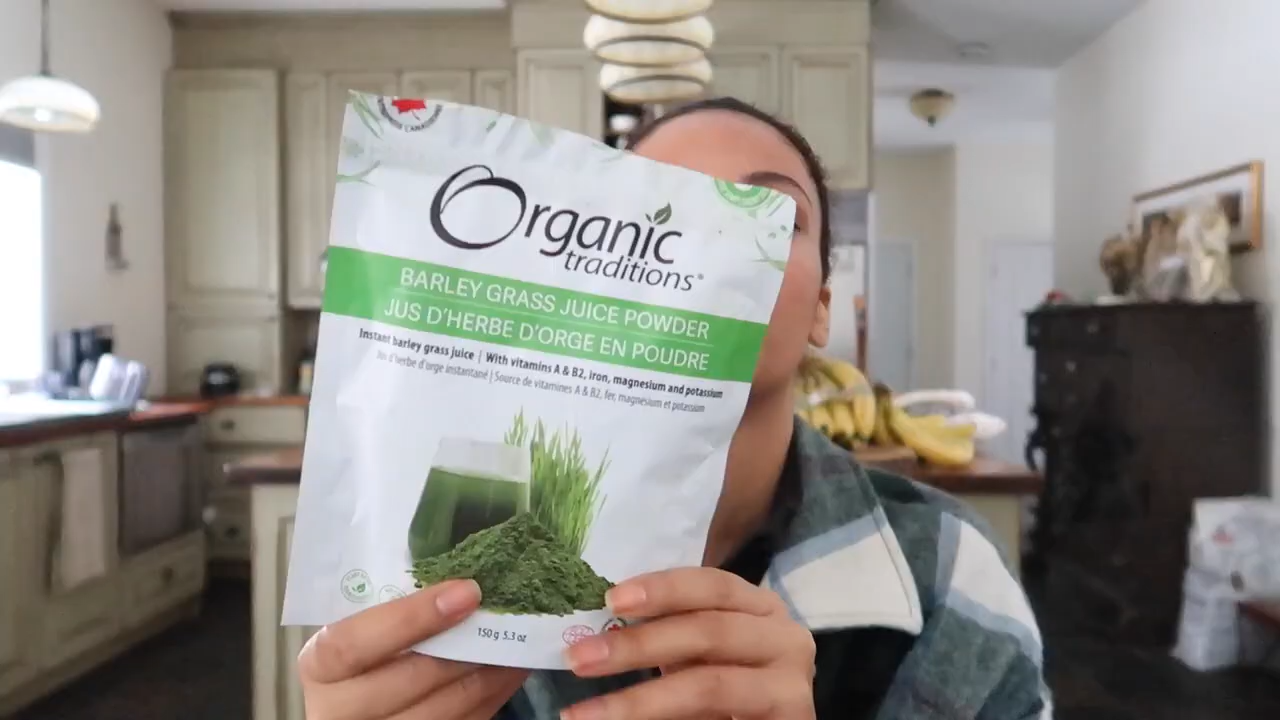 Organic
traditions®
BARLEY GRASS JUICE POWDER
JUS D'HERBE D'ORGE EN POUDRE
Instant barley grass juice | With vitamins A & B2, iron, magnesium and potassium
Jus d'herbe d'orge instantané | Source de vitamines A & B2, fer, magnesium et potassium
150 g 5.3 oz